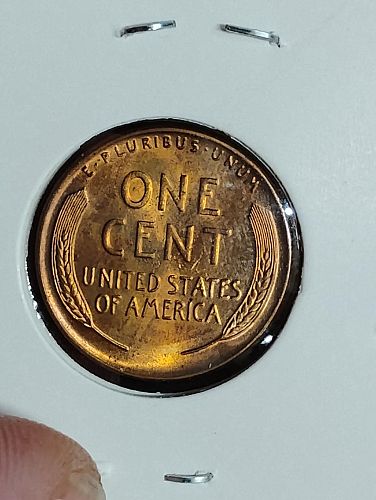 E·PLURIBUS·UNUM
ONE
CENT
UNITED STATES
OF AMERICA